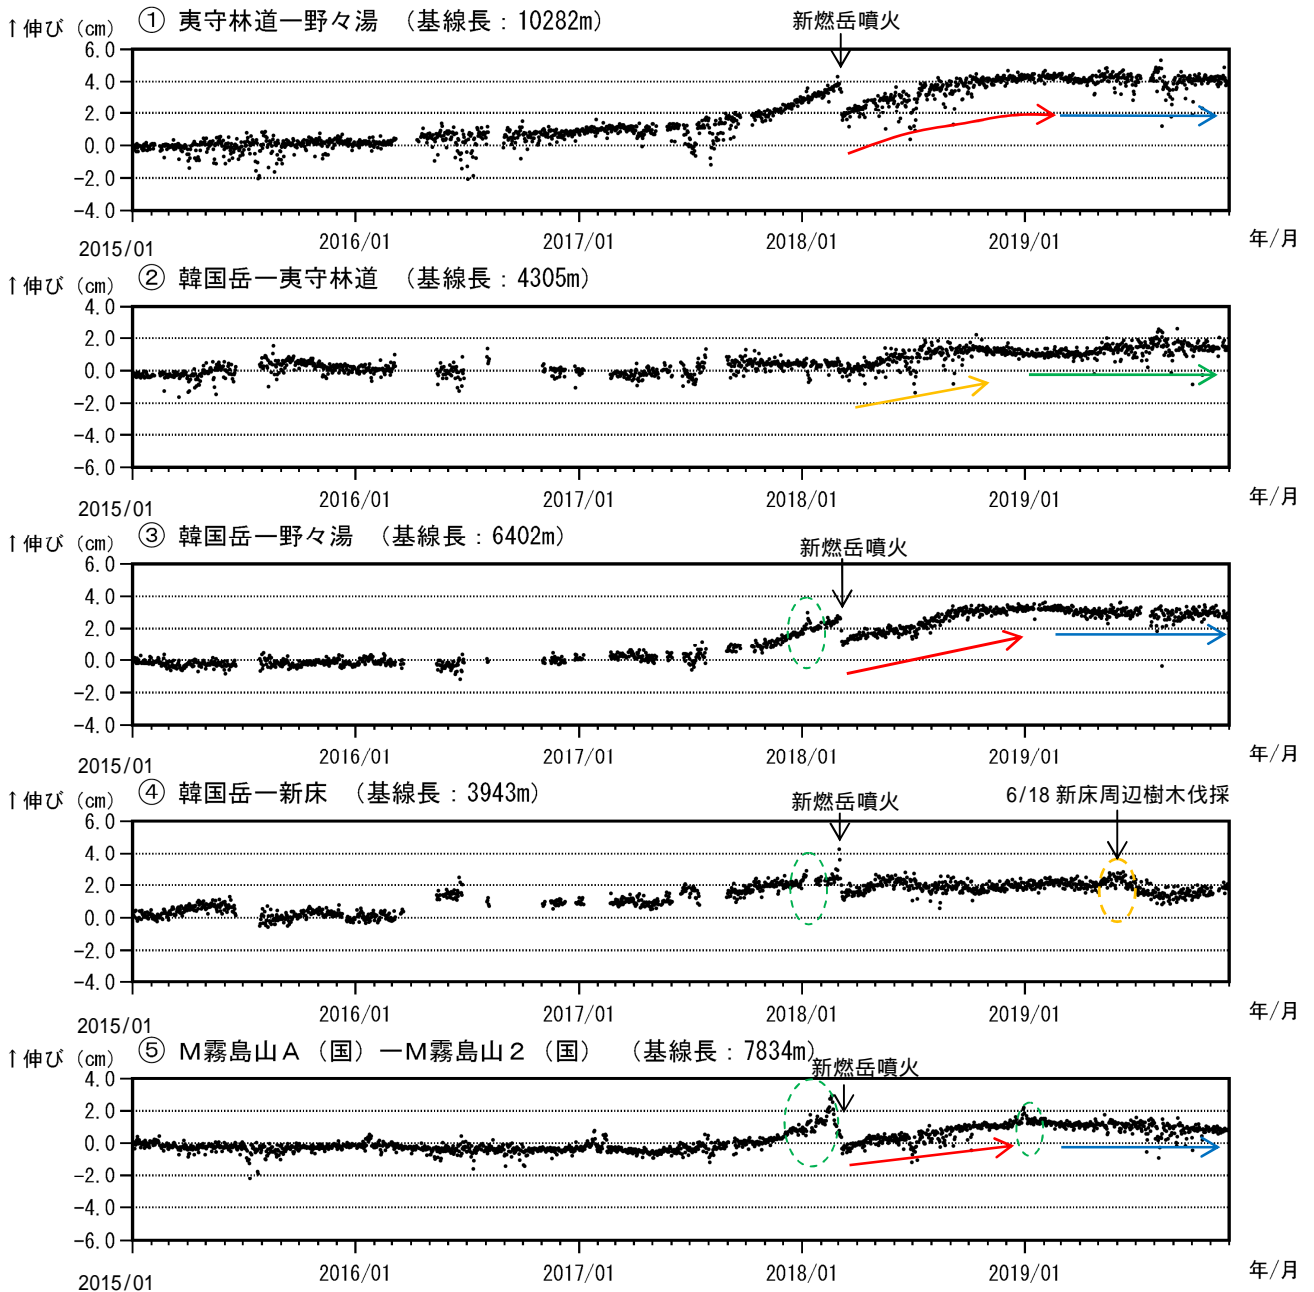 ① 夷守林道ー野々湯 （基線長：10282m）
新燃岳噴火
↑伸び（cm）
6.0
4.0
2.0
0.0
-2.0
-4.0
2015/01 2016/01 2017/01 2018/01 2019/01 年/月
② 韓国岳ー夷守林道 （基線長：4305m）
↑伸び（cm）
4.0
2.0
0.0
-2.0
-4.0
-6.0
2015/01 2016/01 2017/01 2018/01 2019/01 年/月
③ 韓国岳ー野々湯 （基線長：6402m）
新燃岳噴火
↑伸び（cm）
6.0
4.0
2.0
0.0
-2.0
-4.0
2015/01 2016/01 2017/01 2018/01 2019/01 年/月
④ 韓国岳ー新床 （基線長：3943m）
新燃岳噴火 6/18 新床周辺樹木伐採
↑伸び（cm）
6.0
4.0
2.0
0.0
-2.0
-4.0
2015/01 2016/01 2017/01 2018/01 2019/01 年/月
⑤ M霧島山A（国）ーM霧島山2（国） （基線長：7834m）
新燃岳噴火
↑伸び（cm）
4.0
2.0
0.0
-2.0
-4.0
-6.0
2015/01 2016/01 2017/01 2018/01 2019/01 年/月